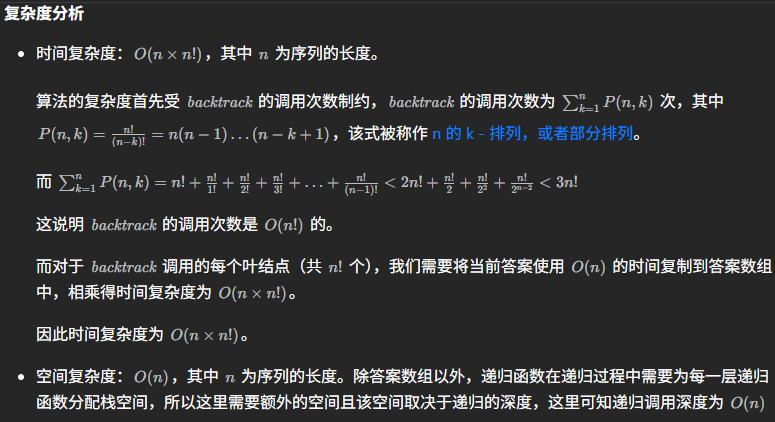 复杂度分析
• 时间复杂度：O(n × n!)，其中 n 为序列的长度。
算法的复杂度首先受 backtrack 的调用次数制约，backtrack 的调用次数为 ∑_{k=1}^{n} P(n, k) 次，其中
P(n, k) = \frac{n!}{(n-k)!} = n(n − 1) … (n − k + 1)，该式被称作 n 的 k - 排列，或者部分排列。
而 ∑_{k=1}^{n} P(n, k) = n! + \frac{n!}{1!} + \frac{n!}{2!} + \frac{n!}{3!} + … + \frac{n!}{(n-1)!} < 2n! + \frac{n!}{2} + \frac{n!}{2^2} + \frac{n!}{2^{n-2}} < 3n!
这说明 backtrack 的调用次数是 O(n!) 的。
而对于 backtrack 调用的每个叶结点（共 n! 个），我们需要将当前答案使用 O(n) 的时间复制到答案数组
中，相乘得时间复杂度为 O(n × n!)。
因此时间复杂度为 O(n × n!)。
• 空间复杂度：O(n)，其中 n 为序列的长度。除答案数组以外，递归函数在递归过程中需要为每一层递归
函数分配栈空间，所以这里需要额外的空间且该空间取决于递归的深度，这里可知递归调用深度为 O(n)